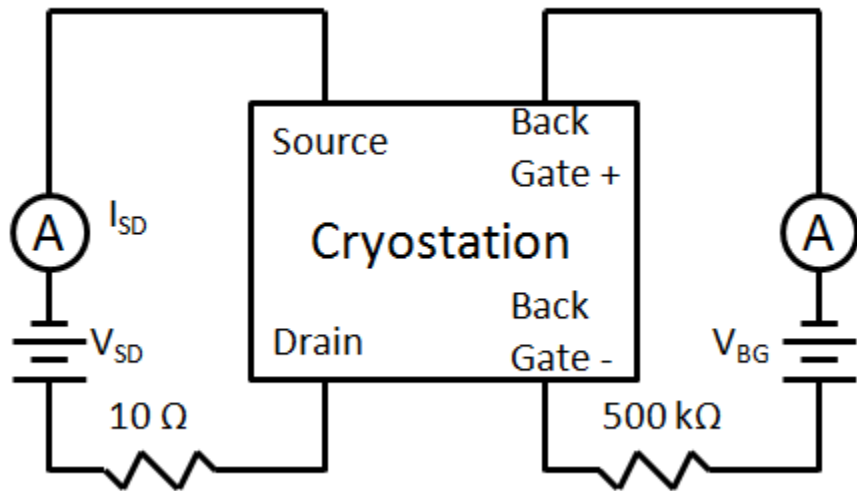 Source
Back
Gate +
A
I_SD
Cryostation
A
V_SD
Drain
Back
Gate -
V_BG
10 Ω
500 kΩ